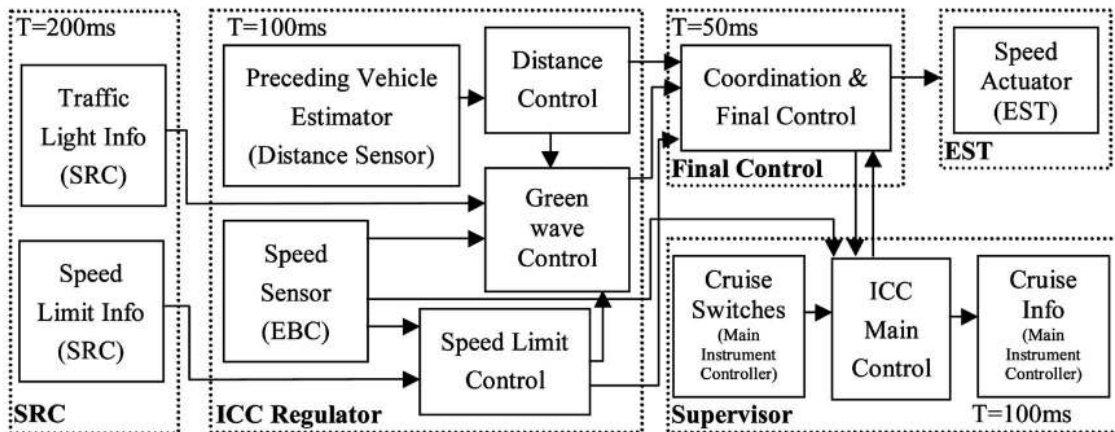 T=200ms
Traffic
Light Info
(SRC)
Speed
Limit Info
(SRC)
SRC
T=100ms
Preceding Vehicle
Estimator
(Distance Sensor)
Distance
Control
Green
wave
Control
Speed
Sensor
(EBC)
Speed Limit
Control
ICC Regulator
T=50ms
Coordination &
Final Control
Final Control
Speed
Actuator
(EST)
EST
Cruise
Switches
(Main
Instrument
Controller)
ICC
Main
Control
Cruise
Info
(Main
Instrument
Controller)
Supervisor
T=100ms